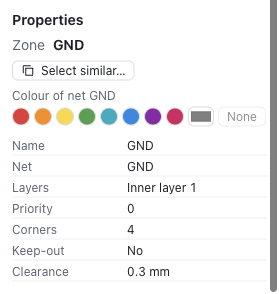 Properties
Zone GND
Select similar...
Colour of net GND
None
Name GND
Net GND
Layers Inner layer 1
Priority 0
Corners 4
Keep-out No
Clearance 0.3 mm